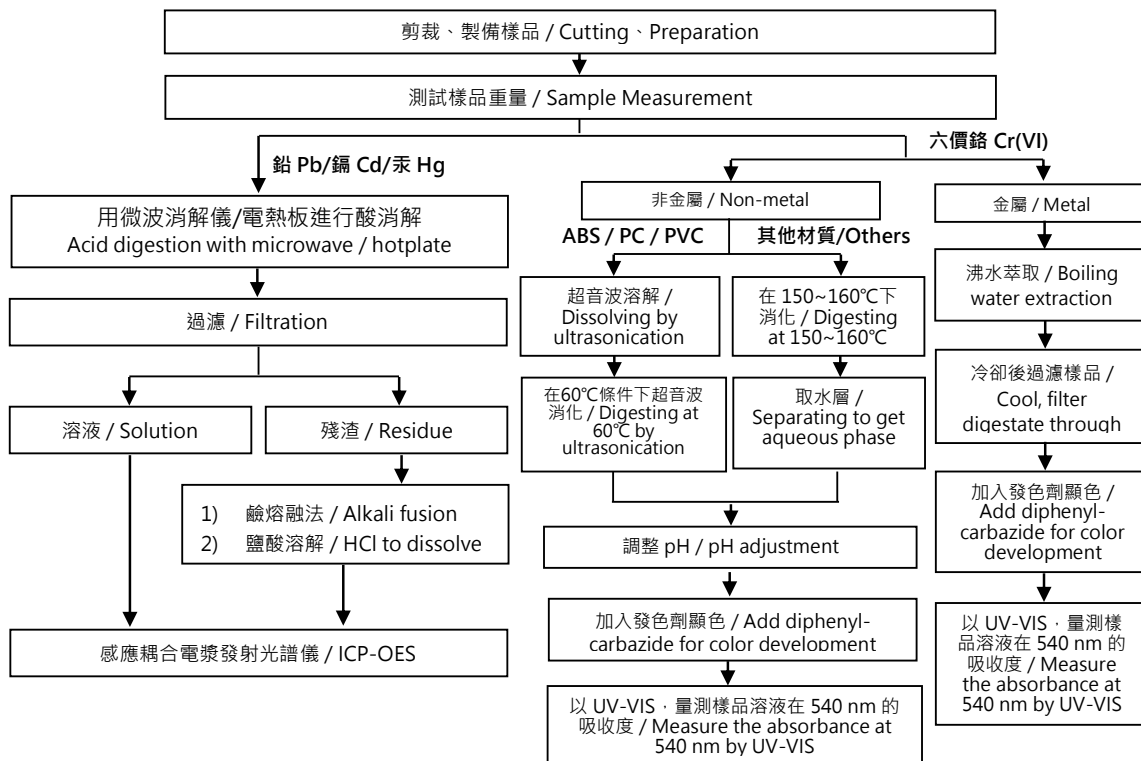 剪裁、製備樣品 / Cutting、Preparation
測試樣品重量 / Sample Measurement
鉛 Pb/鎘 Cd/汞 Hg
用微波消解儀/電熱板進行酸消解
Acid digestion with microwave / hotplate
過濾 / Filtration
溶液 / Solution
殘渣 / Residue
1) 鹼熔融法 / Alkali fusion
2) 鹽酸溶解 / HCl to dissolve
感應耦合電漿發射光譜儀 / ICP-OES
六價鉻 Cr(VI)
非金屬 / Non-metal
ABS / PC / PVC
其他材質/Others
超音波溶解 /
Dissolving by
ultrasonication
在60℃條件下超音波
消化 / Digesting at
60℃ by
ultrasonication
在 150~160℃下
消化 / Digesting
at 150~160℃
取水層 /
Separating to get
aqueous phase
調整 pH / pH adjustment
加入發色劑顯色 / Add diphenyl-
carbazide for color development
以 UV-VIS，量測樣品溶液在 540 nm 的
吸收度 / Measure the absorbance at
540 nm by UV-VIS
金屬 / Metal
沸水萃取 / Boiling
water extraction
冷卻後過濾樣品 /
Cool, filter
digestate through
加入發色劑顯色 /
Add diphenyl-
carbazide for color
development
以 UV-VIS，量測樣
品溶液在 540 nm 的
吸收度 / Measure
the absorbance at
540 nm by UV-VIS